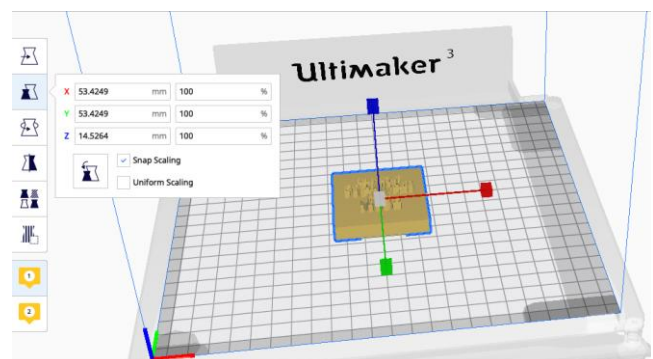 Ultimaker 3
X 53.4249 mm 100 %
Y 53.4249 mm 100 %
Z 14.5264 mm 100 %
Snap Scaling
Uniform Scaling
1
2